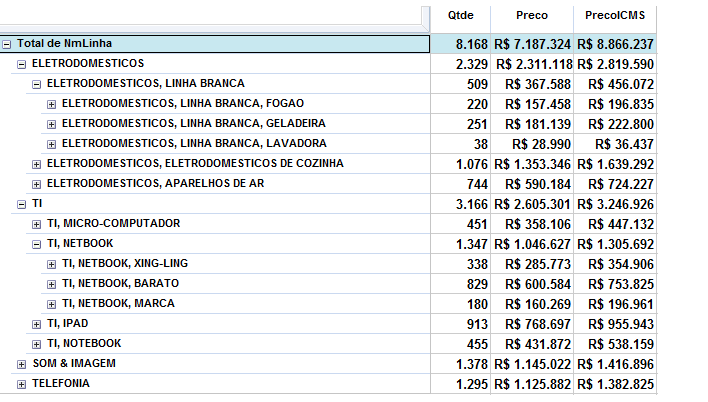 Qtde Preco PrecoICMS
Total de NmLinha 8.168 R$ 7.187.324 R$ 8.866.237
ELETRODOMESTICOS 2.329 R$ 2.311.118 R$ 2.819.590
ELETRODOMESTICOS, LINHA BRANCA 509 R$ 367.588 R$ 456.072
ELETRODOMESTICOS, LINHA BRANCA, FOGAO 220 R$ 157.458 R$ 196.835
ELETRODOMESTICOS, LINHA BRANCA, GELADEIRA 251 R$ 181.139 R$ 222.800
ELETRODOMESTICOS, LINHA BRANCA, LAVADORA 38 R$ 28.990 R$ 36.437
ELETRODOMESTICOS, ELETRODOMESTICOS DE COZINHA 1.076 R$ 1.353.346 R$ 1.639.292
ELETRODOMESTICOS, APARELHOS DE AR 744 R$ 590.184 R$ 724.227
TI 3.166 R$ 2.605.301 R$ 3.246.926
TI, MICRO-COMPUTADOR 451 R$ 358.106 R$ 447.132
TI, NETBOOK 1.347 R$ 1.046.627 R$ 1.305.692
TI, NETBOOK, XING-LING 338 R$ 285.773 R$ 354.906
TI, NETBOOK, BARATO 829 R$ 600.584 R$ 753.825
TI, NETBOOK, MARCA 180 R$ 160.269 R$ 196.961
TI, IPAD 913 R$ 768.697 R$ 955.943
TI, NOTEBOOK 455 R$ 431.872 R$ 538.159
SOM & IMAGEM 1.378 R$ 1.145.022 R$ 1.416.896
TELEFONIA 1.295 R$ 1.125.882 R$ 1.382.825